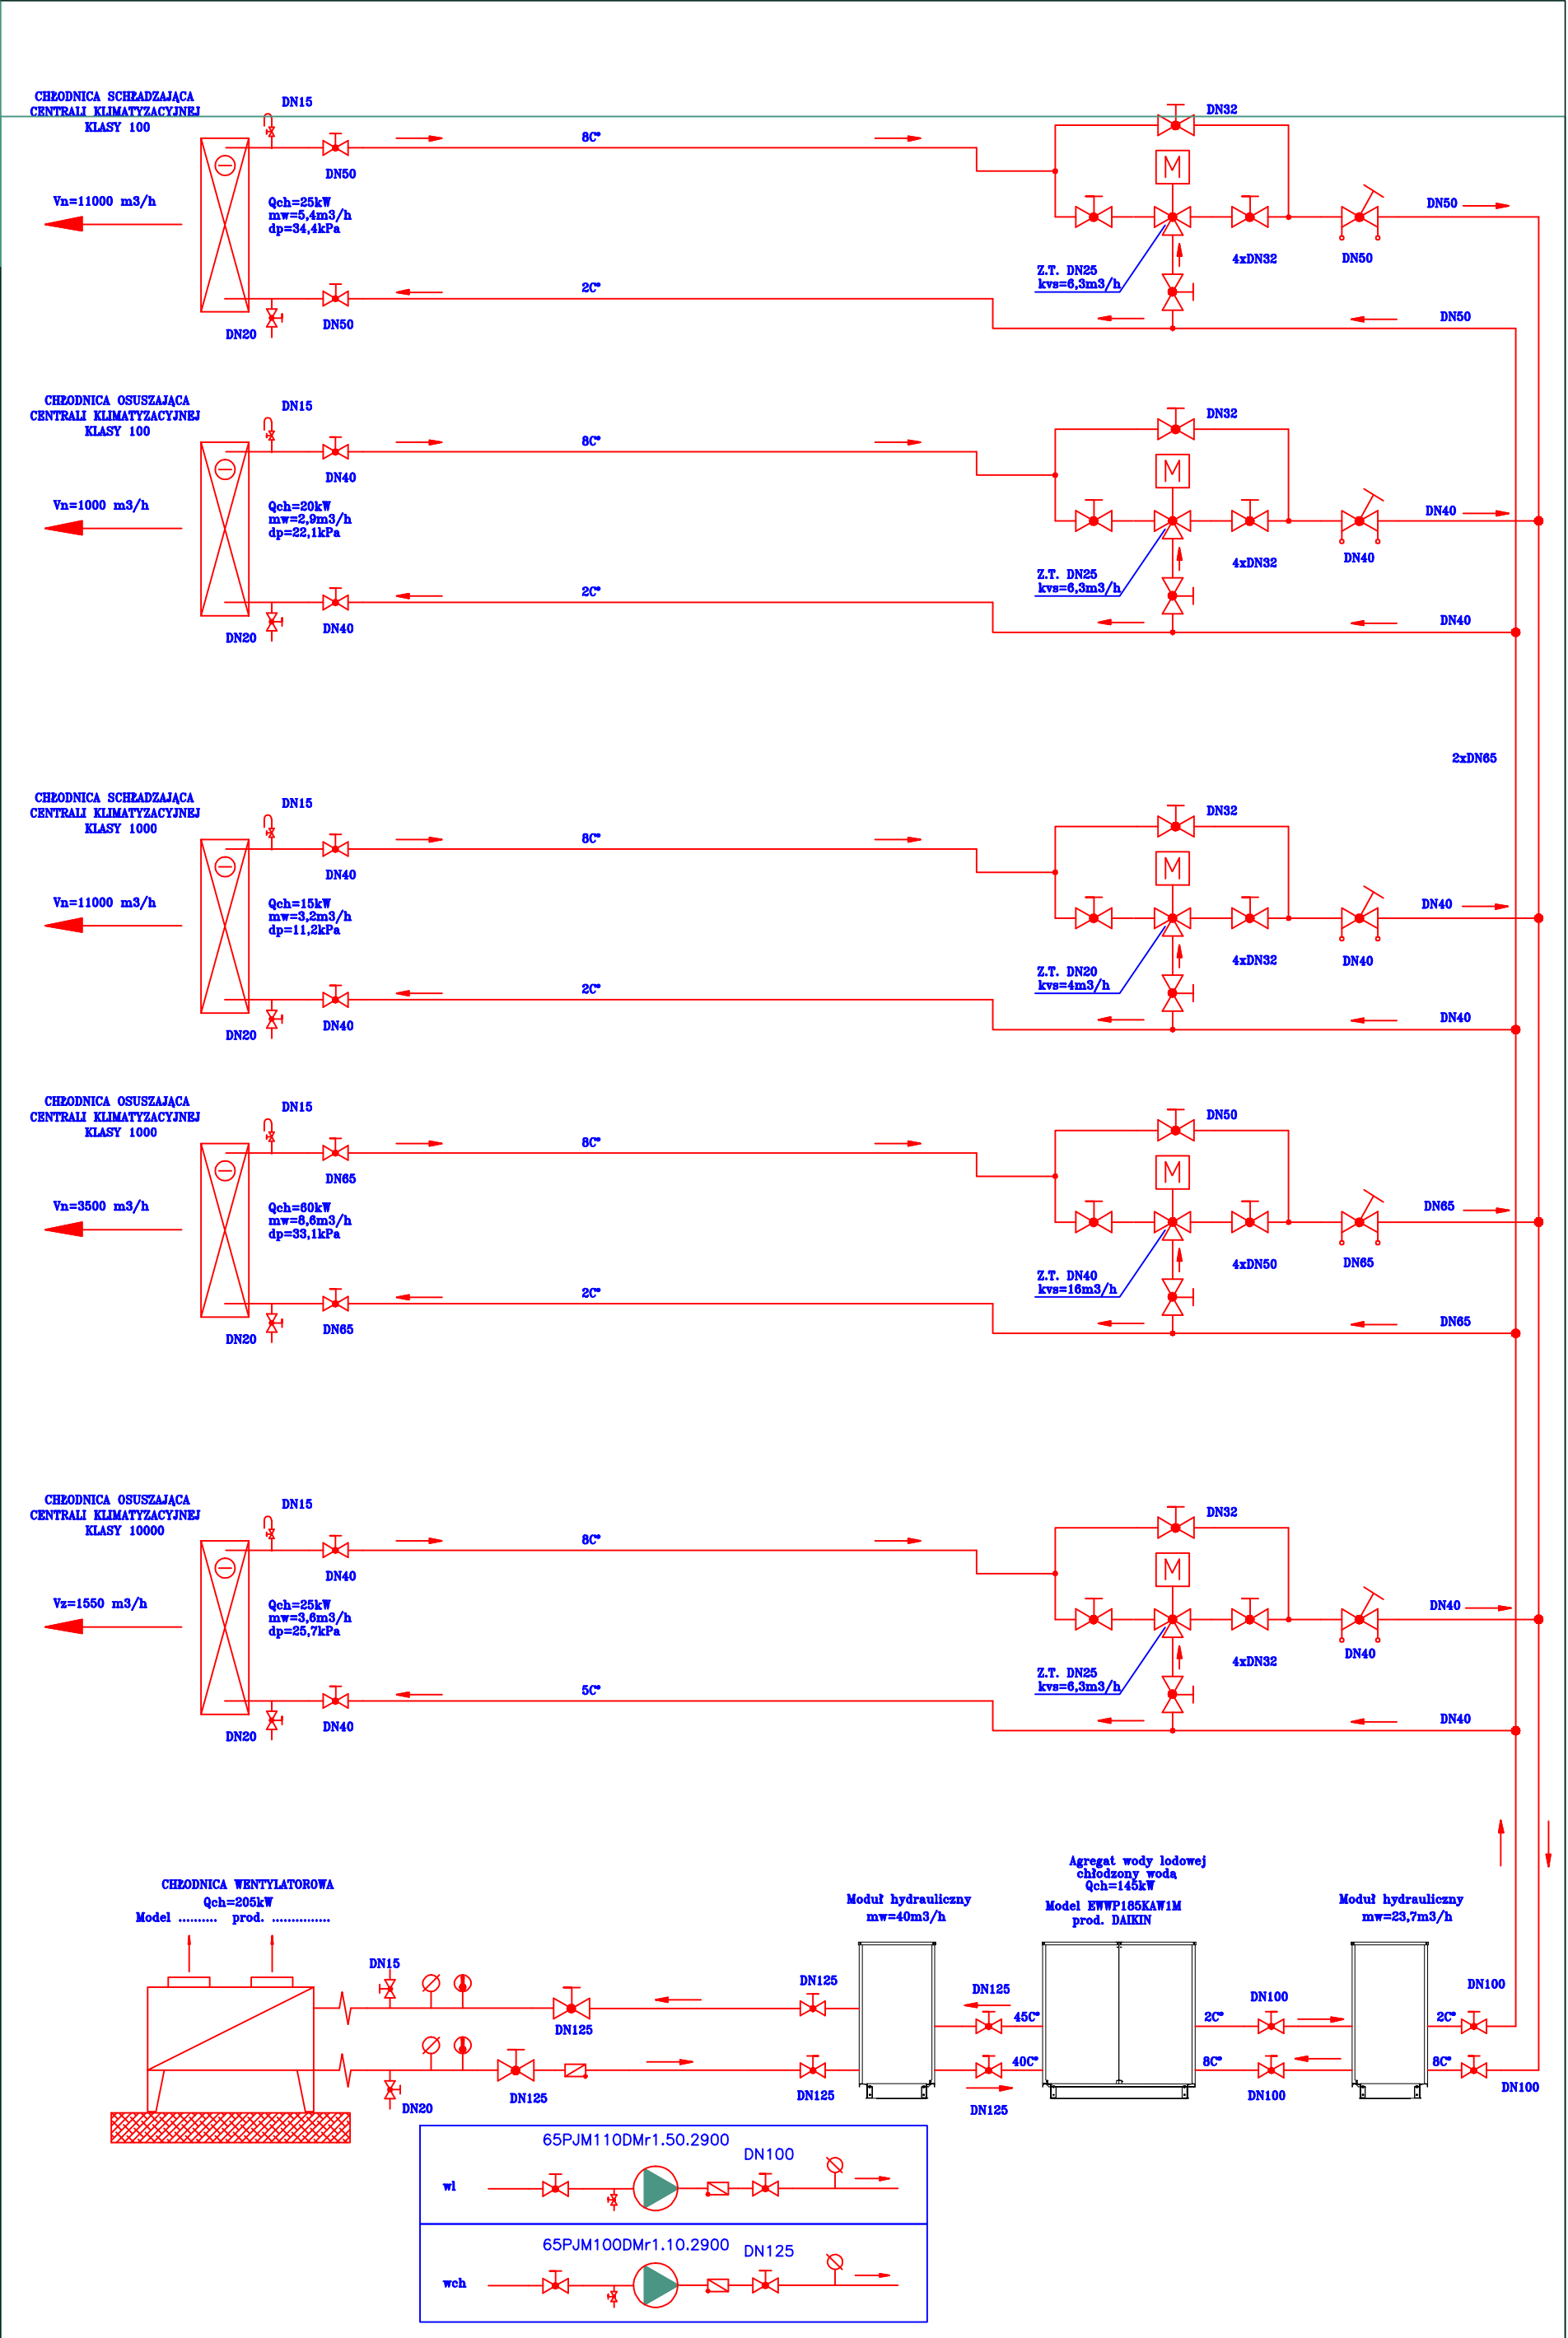 CHŁODNICA SCHŁADZAJĄCA
CENTRALI KLIMATYZACYJNEJ
KLASY 100
DN15
DN50
8C°
DN32
Vn=11000 m3/h
Qch=25kW
mw=5,4m3/h
dp=34,4kPa
M
DN50
4xDN32
DN50
Z.T. DN25
kvs=6,3m3/h
2C°
DN20
DN50
DN50
CHŁODNICA OSUSZAJĄCA
CENTRALI KLIMATYZACYJNEJ
KLASY 100
DN15
DN40
8C°
DN32
Vn=1000 m3/h
Qch=20kW
mw=2,9m3/h
dp=22,1kPa
M
DN40
4xDN32
DN40
Z.T. DN25
kvs=6,3m3/h
2C°
DN20
DN40
DN40
2xDN65
CHŁODNICA SCHŁADZAJĄCA
CENTRALI KLIMATYZACYJNEJ
KLASY 1000
DN15
DN40
8C°
DN32
Vn=11000 m3/h
Qch=15kW
mw=3,2m3/h
dp=11,2kPa
M
DN40
4xDN32
DN40
Z.T. DN20
kvs=4m3/h
2C°
DN20
DN40
DN40
CHŁODNICA OSUSZAJĄCA
CENTRALI KLIMATYZACYJNEJ
KLASY 1000
DN15
DN65
8C°
DN50
Vn=3500 m3/h
Qch=60kW
mw=8,6m3/h
dp=33,1kPa
M
DN65
4xDN50
DN65
Z.T. DN40
kvs=16m3/h
2C°
DN20
DN65
DN65
CHŁODNICA OSUSZAJĄCA
CENTRALI KLIMATYZACYJNEJ
KLASY 10000
DN15
DN40
8C°
DN32
Vz=1550 m3/h
Qch=25kW
mw=3,6m3/h
dp=25,7kPa
M
DN40
4xDN32
DN40
Z.T. DN25
kvs=6,3m3/h
5C°
DN20
DN40
DN40
CHŁODNICA WENTYLATOROWA
Qch=205kW
Model .......... prod. ...............
Moduł hydrauliczny
mw=40m3/h
Agregat wody lodowej
chłodzony wodą
Qch=145kW
Model EWWP185KAW1M
prod. DAIKIN
Moduł hydrauliczny
mw=23,7m3/h
DN15
DN125
DN125
DN125
45C°
2C°
DN100
DN100
2C°
DN20
DN125
DN125
40C°
DN125
8C°
DN100
8C°
DN100
65PJM110DMr1.50.2900
DN100
wl
65PJM100DMr1.10.2900
DN125
wch